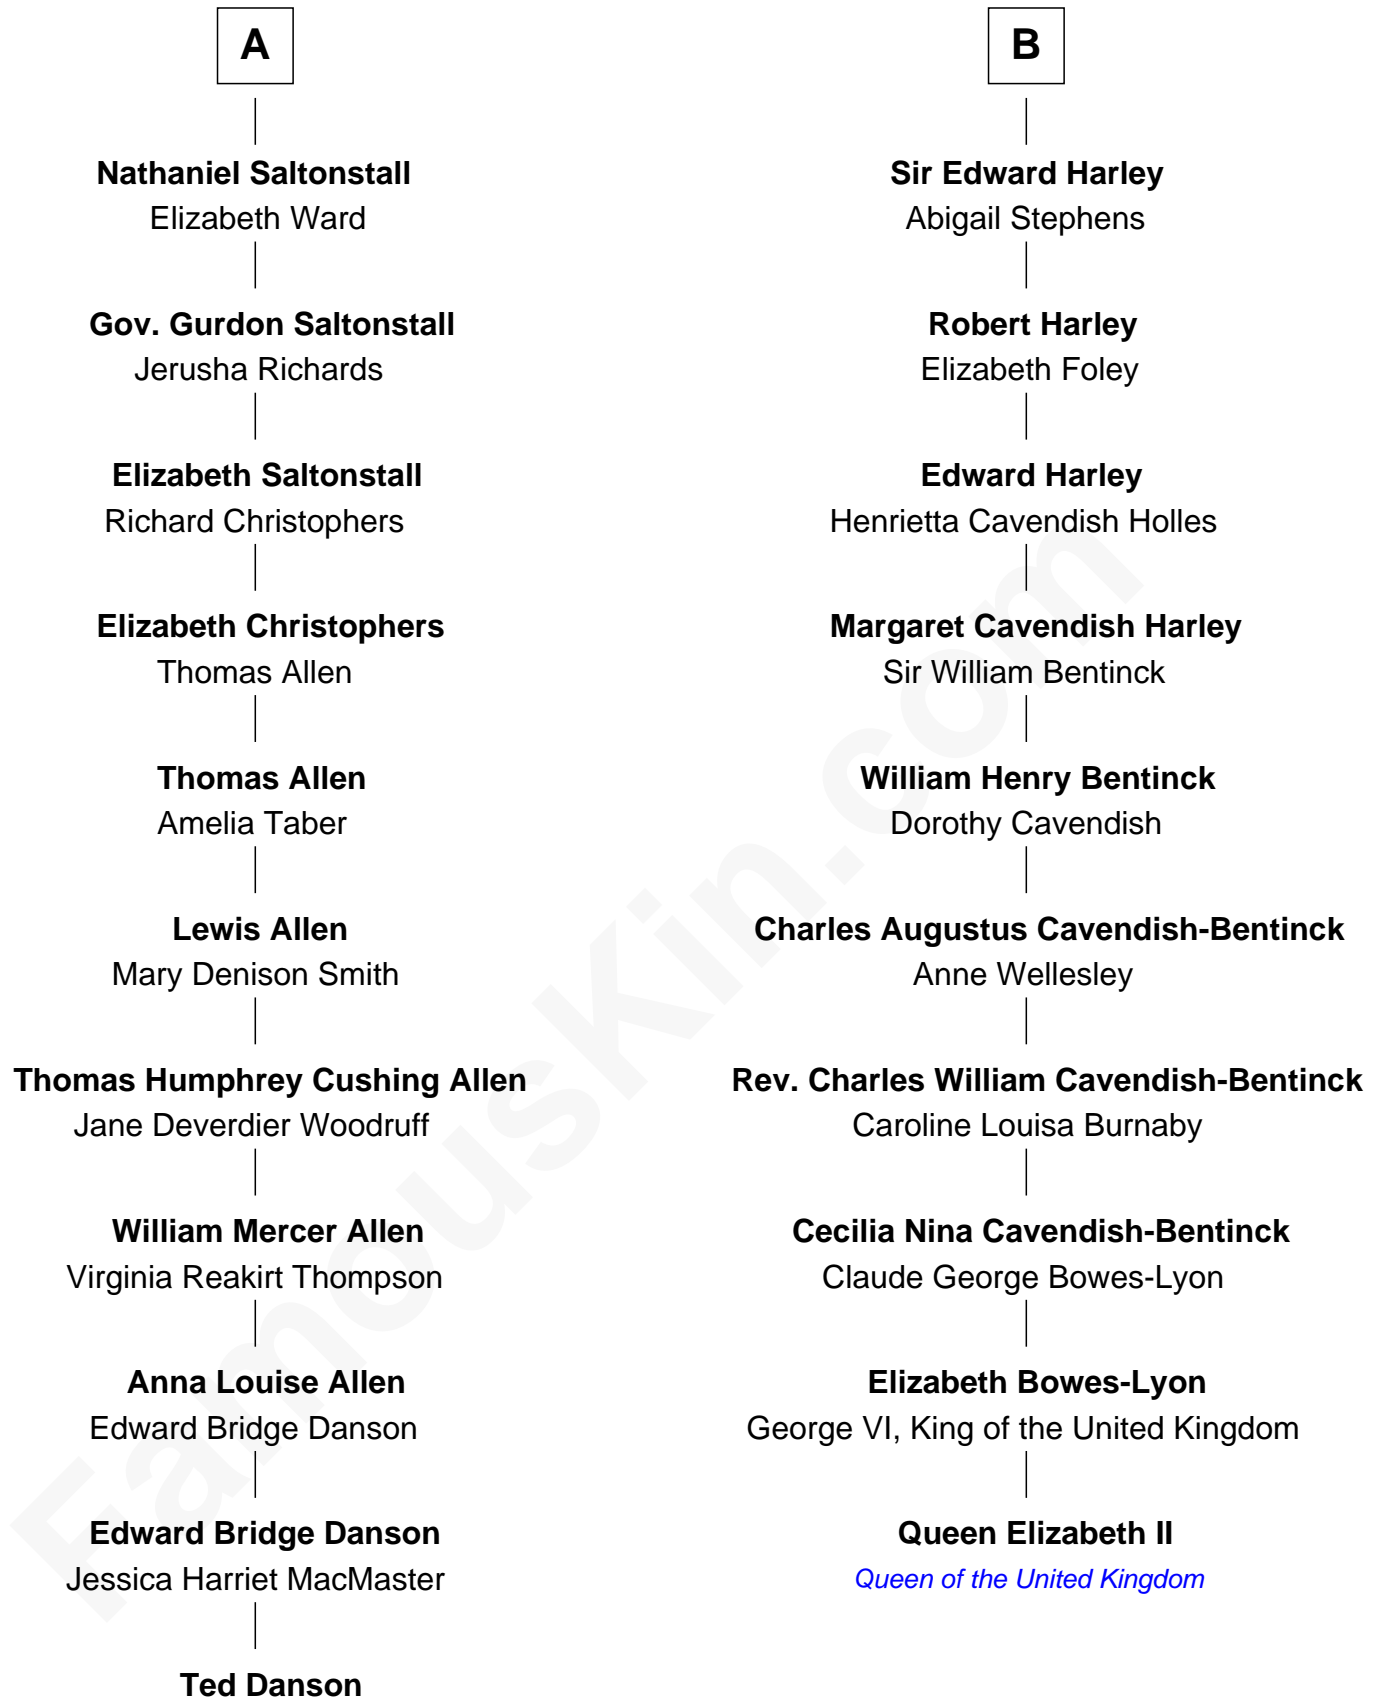 A
Nathaniel Saltonstall
Elizabeth Ward
Gov. Gurdon Saltonstall
Jerusha Richards
Elizabeth Saltonstall
Richard Christophers
Elizabeth Christophers
Thomas Allen
Thomas Allen
Amelia Taber
Lewis Allen
Mary Denison Smith
Thomas Humphrey Cushing Allen
Jane Deverdier Woodruff
William Mercer Allen
Virginia Reakirt Thompson
Anna Louise Allen
Edward Bridge Danson
Edward Bridge Danson
Jessica Harriet MacMaster
Ted Danson
B
Sir Edward Harley
Abigail Stephens
Robert Harley
Elizabeth Foley
Edward Harley
Henrietta Cavendish Holles
Margaret Cavendish Harley
Sir William Bentinck
William Henry Bentinck
Dorothy Cavendish
Charles Augustus Cavendish-Bentinck
Anne Wellesley
Rev. Charles William Cavendish-Bentinck
Caroline Louisa Burnaby
Cecilia Nina Cavendish-Bentinck
Claude George Bowes-Lyon
Elizabeth Bowes-Lyon
George VI, King of the United Kingdom
Queen Elizabeth II
Queen of the United Kingdom
FamousKin.com